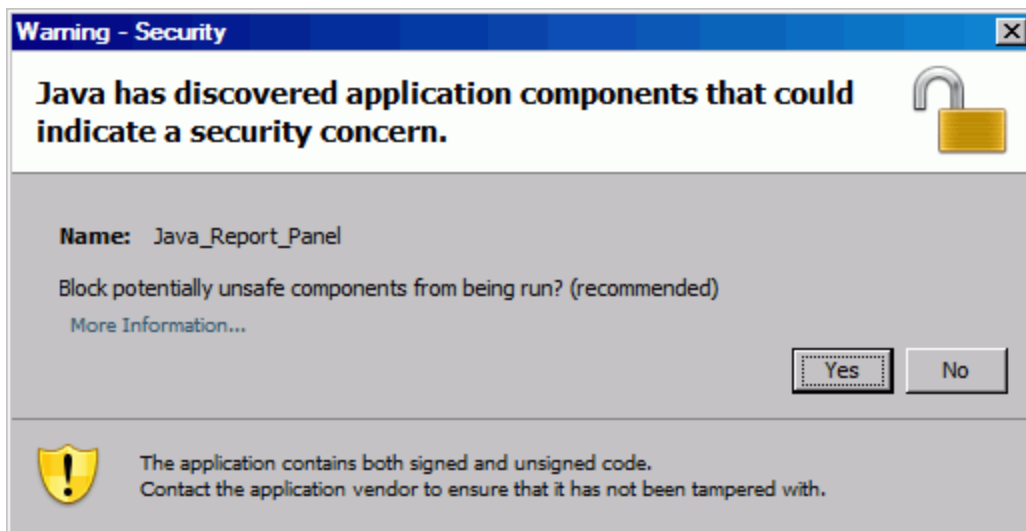 Warning - Security
Java has discovered application components that could
indicate a security concern.
Name: Java_Report_Panel
Block potentially unsafe components from being run? (recommended)
More Information...
Yes No
The application contains both signed and unsigned code.
Contact the application vendor to ensure that it has not been tampered with.